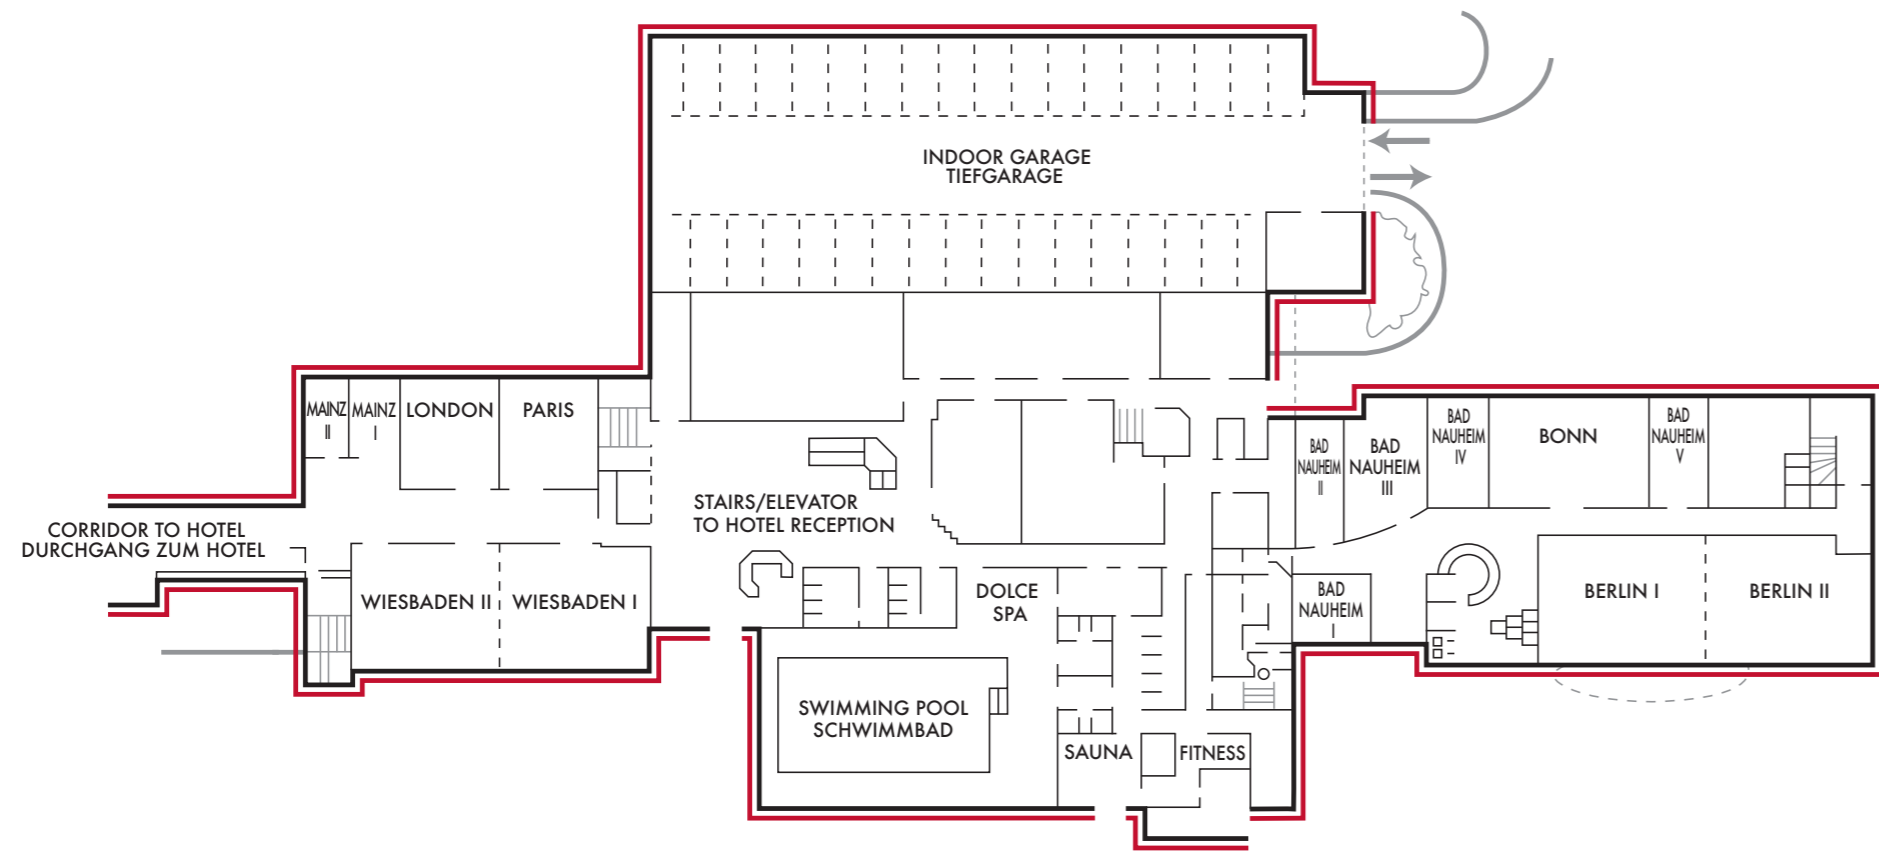 INDOOR GARAGE
TIEFGARAGE
MAINZ
II
MAINZ
I
LONDON
PARIS
BAD
NAUHEIM
II
BAD
NAUHEIM
III
BAD
NAUHEIM
IV
BONN
BAD
NAUHEIM
V
STAIRS/ELEVATOR
TO HOTEL RECEPTION
CORRIDOR TO HOTEL
DURCHGANG ZUM HOTEL
WIESBADEN II
WIESBADEN I
DOLCE
SPA
BAD
NAUHEIM
I
BERLIN I
BERLIN II
SWIMMING POOL
SCHWIMMBAD
SAUNA
FITNESS